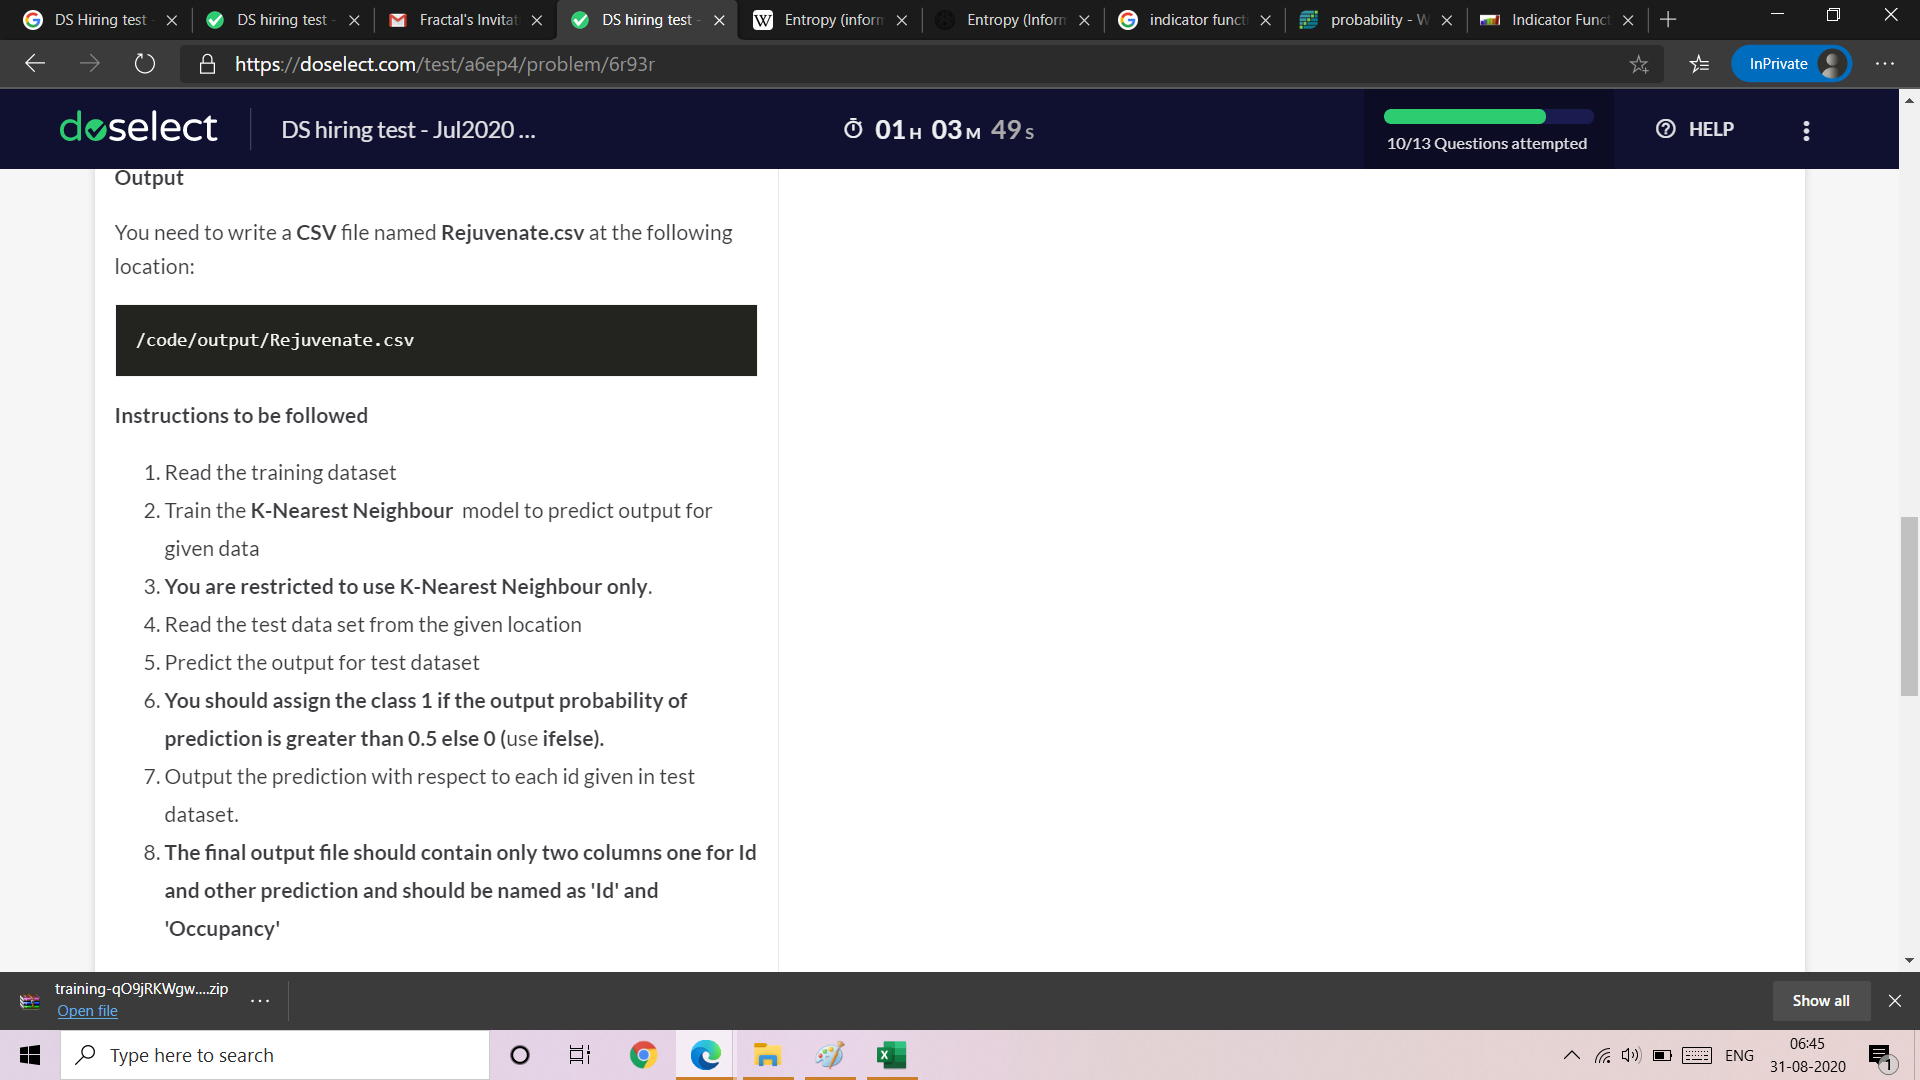 DS Hiring test
DS hiring test -
Fractal's Invitat
DS hiring test -
Entropy (inform
Entropy (Inform
indicator functi
probability - W
Indicator Funct
https://doselect.com/test/a6ep4/problem/6r93r
InPrivate
doselect
DS hiring test - Jul2020 ...
01 H 03 M 49 S
10/13 Questions attempted
HELP
Output
You need to write a CSV file named Rejuvenate.csv at the following
location:
/code/output/Rejuvenate.csv
Instructions to be followed
1. Read the training dataset
2. Train the K-Nearest Neighbour model to predict output for
given data
3. You are restricted to use K-Nearest Neighbour only.
4. Read the test data set from the given location
5. Predict the output for test dataset
6. You should assign the class 1 if the output probability of
prediction is greater than 0.5 else 0 (use ifelse).
7. Output the prediction with respect to each id given in test
dataset.
8. The final output file should contain only two columns one for Id
and other prediction and should be named as 'Id' and
'Occupancy'
training-qO9jRKWgw....zip
Open file
Show all
Type here to search
ENG
06:45
31-08-2020
1